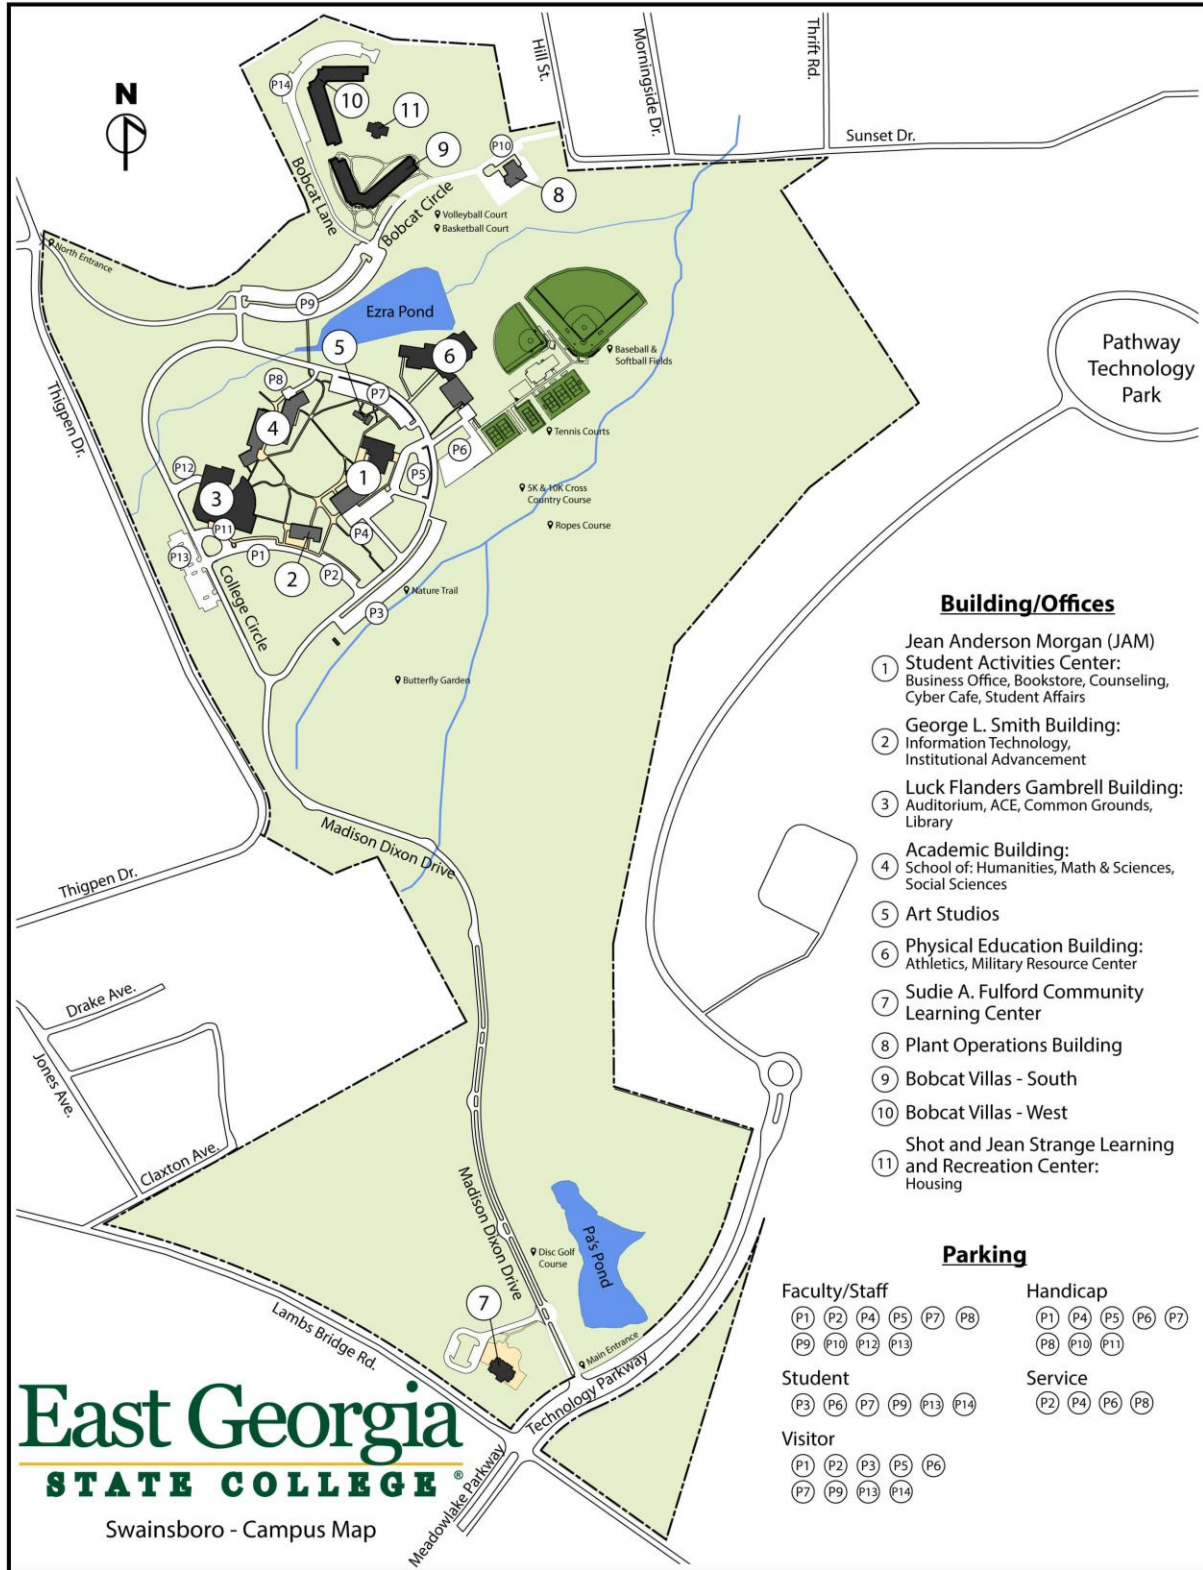 N
Hill St.
Morningside Dr.
Thrift Rd.
Sunset Dr.
P14
10
11
9
P10
8
Bobcat Lane
Bobcat Circle
Volleyball Court
Basketball Court
North Entrance
P9
Ezra Pond
5
6
Baseball &
Softball Fields
Pathway
Technology
Park
P8
P7
Thigpen Dr.
4
Tennis Courts
P6
P12
1
P5
3
5K & 10K Cross
Country Course
Ropes Course
P11
P4
P13
P1
2
P2
College Circle
P3
Nature Trail
Butterfly Garden
Madison Dixon Drive
Thigpen Dr.
Drake Ave.
Jones Ave.
Claxton Ave.
Madison Dixon Drive
Disc Golf
Course
Pa's Pond
7
Lambs Bridge Rd.
Main Entrance
Technology Parkway
Meadowlake Parkway
Building/Offices
Jean Anderson Morgan (JAM)
1 Student Activities Center:
Business Office, Bookstore, Counseling,
Cyber Cafe, Student Affairs
George L. Smith Building:
2 Information Technology,
Institutional Advancement
Luck Flanders Gambrell Building:
3 Auditorium, ACE, Common Grounds,
Library
Academic Building:
4 School of: Humanities, Math & Sciences,
Social Sciences
5 Art Studios
6 Physical Education Building:
Athletics, Military Resource Center
7 Sudie A. Fulford Community
Learning Center
8 Plant Operations Building
9 Bobcat Villas - South
10 Bobcat Villas - West
Shot and Jean Strange Learning
11 and Recreation Center:
Housing
Parking
Faculty/Staff
P1 P2 P4 P5 P7 P8
P9 P10 P12 P13
Handicap
P1 P4 P5 P6 P7
P8 P10 P11
Student
P3 P6 P7 P9 P13 P14
Service
P2 P4 P6 P8
Visitor
P1 P2 P3 P5 P6
P7 P9 P13 P14
East Georgia
STATE COLLEGE ®
Swainsboro - Campus Map